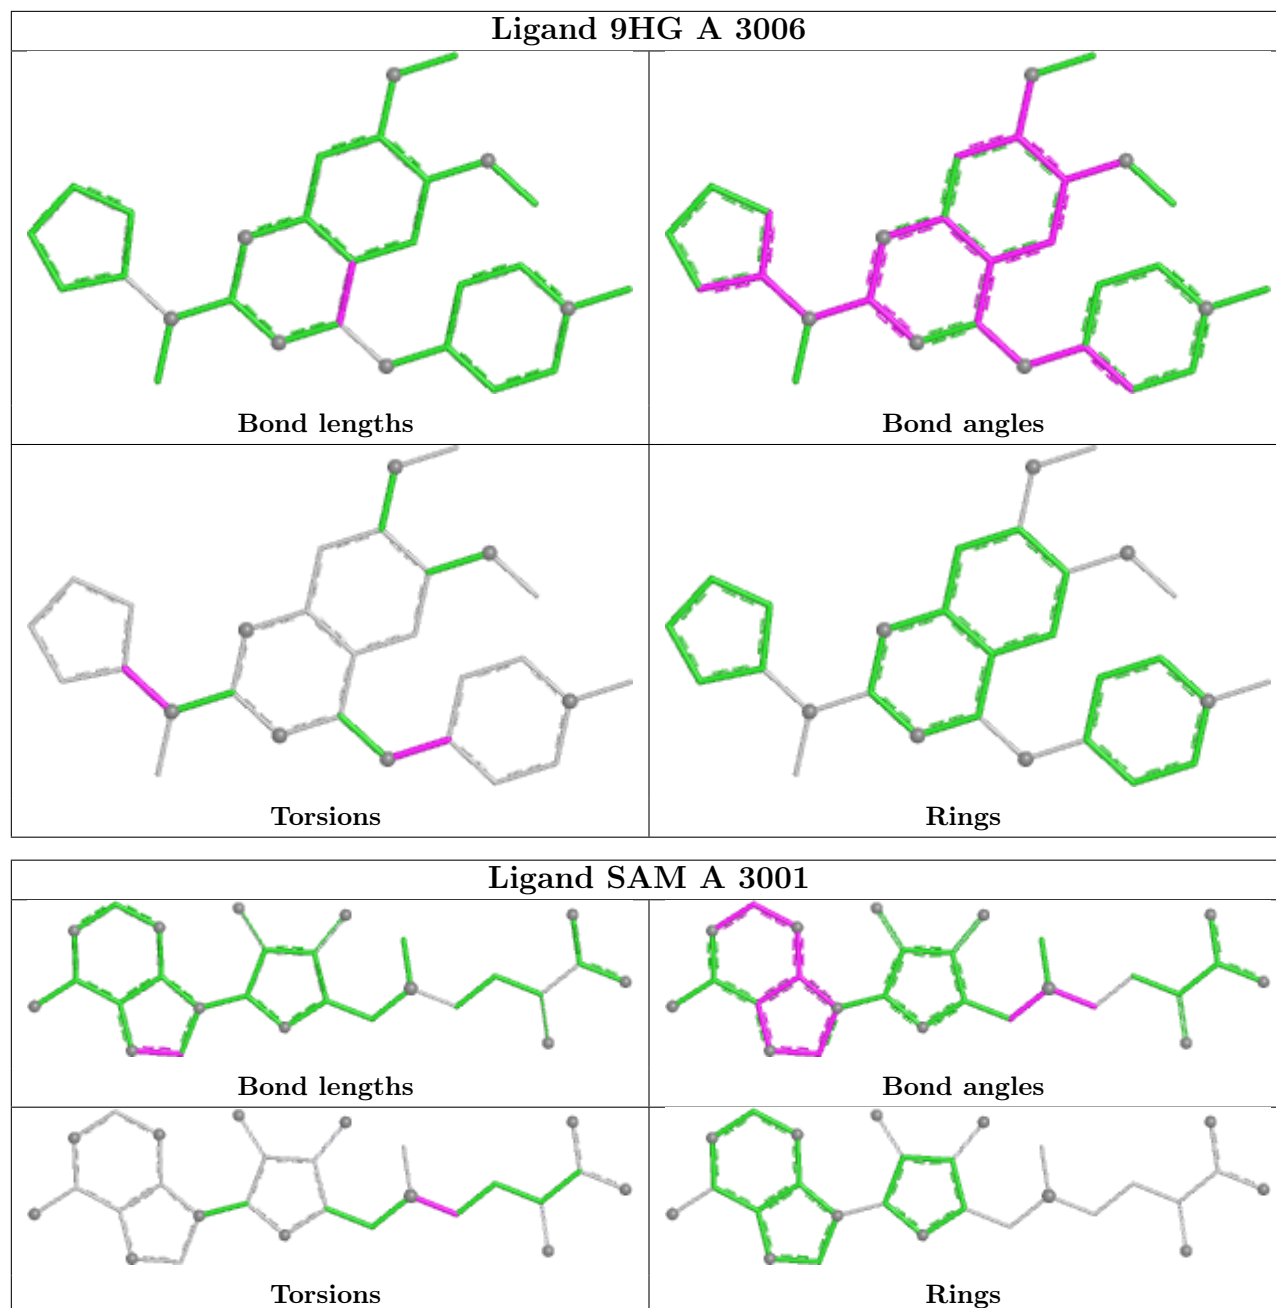 Ligand 9HG A 3006
Bond lengths
Bond angles
Torsions
Rings
Ligand SAM A 3001
Bond lengths
Bond angles
Torsions
Rings